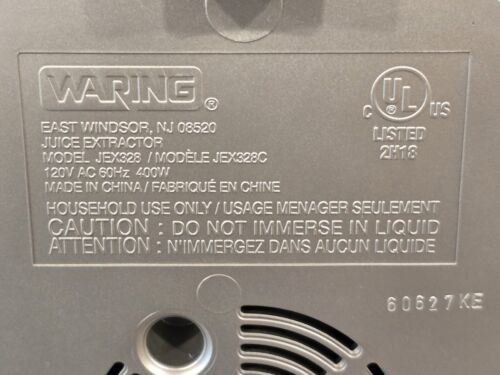 WARING®
EAST WINDSOR, NJ 08520
JUICE EXTRACTOR
MODEL JEX328 / MODÈLE JEX328C
120V AC 60Hz 400W
MADE IN CHINA / FABRIQUÉ EN CHINE
HOUSEHOLD USE ONLY / USAGE MENAGER SEULEMENT
CAUTION : DO NOT IMMERSE IN LIQUID
ATTENTION : N'IMMERGEZ DANS AUCUN LIQUIDE
C UL® US
LISTED
2H18
60627KE